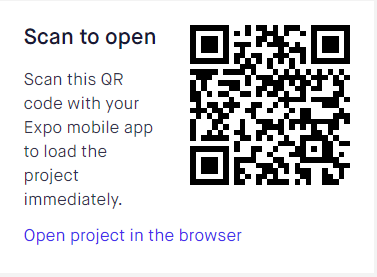 Scan to open
Scan this QR
code with your
Expo mobile app
to load the
project
immediately.
Open project in the browser